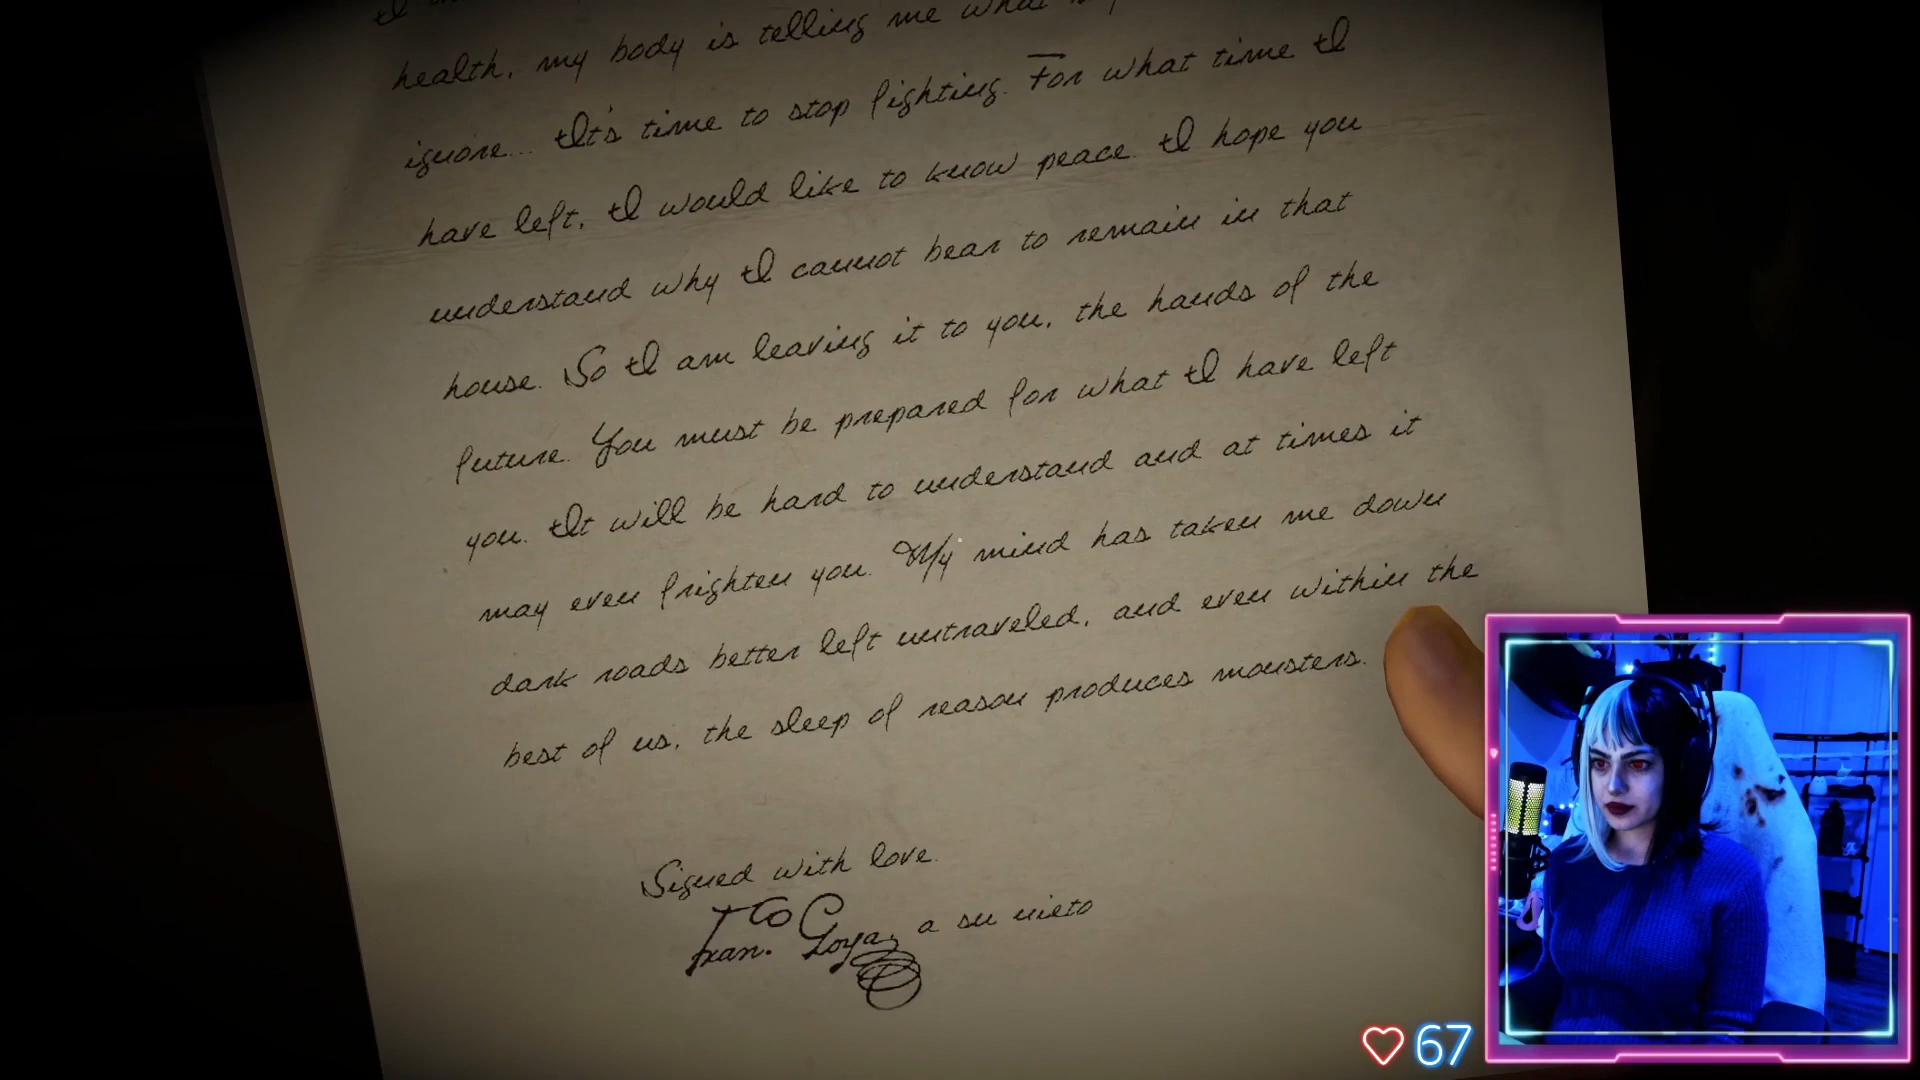 health, my body is telling me what
ignore... It's time to stop fighting. For what time I
have left, I would like to know peace. I hope you
understand why I cannot bear to remain in that
house. So I am leaving it to you, the hands of the
future. You must be prepared for what I have left
you. It will be hard to understand and at times it
may even frighten you. My mind has taken me down
dark roads better left untraveled, and even within the
best of us, the sleep of reason produces monsters.
Signed with love.
Fran.co Goya, a su nieto
67